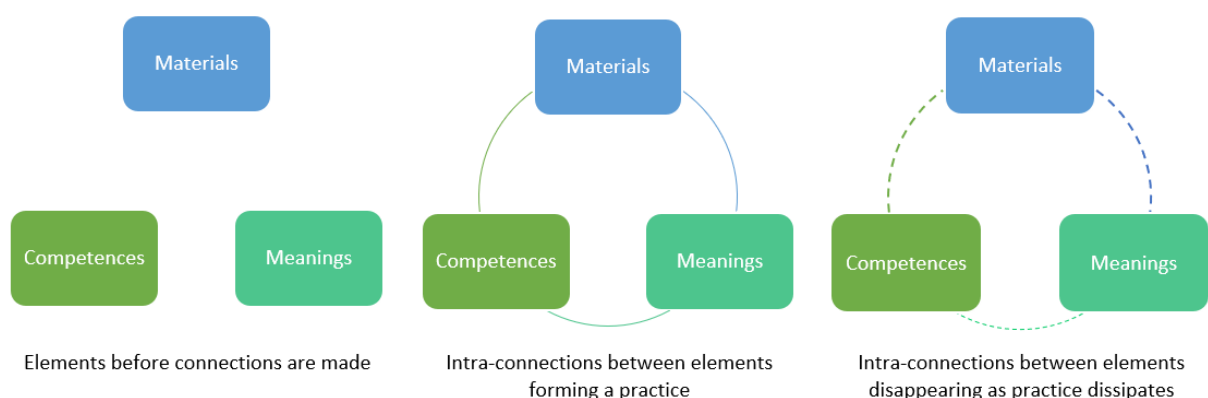 Materials
Competences
Meanings
Elements before connections are made
Materials
Competences
Meanings
Intra-connections between elements
forming a practice
Materials
Competences
Meanings
Intra-connections between elements
disappearing as practice dissipates